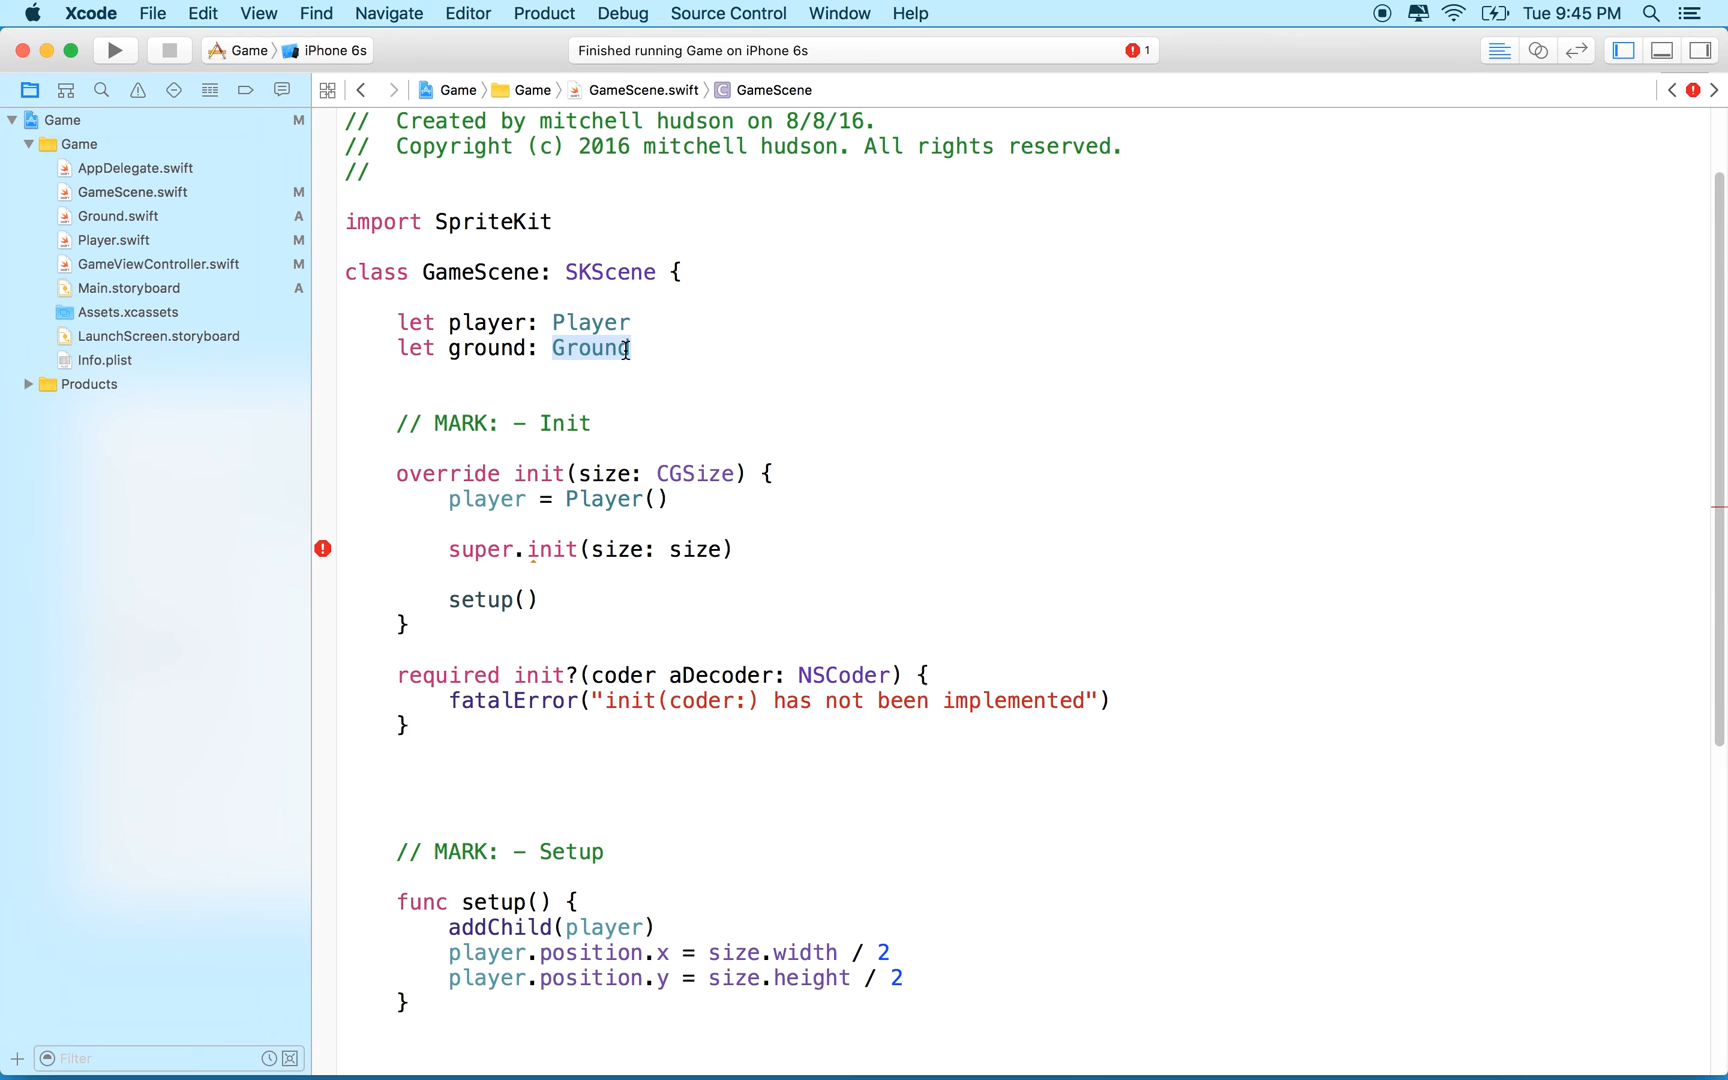 Xcode File Edit View Find Navigate Editor Product Debug Source Control Window Help Tue 9:45 PM
Game iPhone 6s Finished running Game on iPhone 6s 1
Game Game GameScene.swift C GameScene
Game M
Game
AppDelegate.swift
GameScene.swift M
Ground.swift A
Player.swift M
GameViewController.swift M
Main.storyboard A
Assets.xcassets
LaunchScreen.storyboard
Info.plist
Products
Filter
// Created by mitchell hudson on 8/8/16.
// Copyright (c) 2016 mitchell hudson. All rights reserved.
//
import SpriteKit
class GameScene: SKScene {
let player: Player
let ground: Ground
// MARK: - Init
override init(size: CGSize) {
player = Player()
super.init(size: size)
setup()
}
required init?(coder aDecoder: NSCoder) {
fatalError("init(coder:) has not been implemented")
}
// MARK: - Setup
func setup() {
addChild(player)
player.position.x = size.width / 2
player.position.y = size.height / 2
}